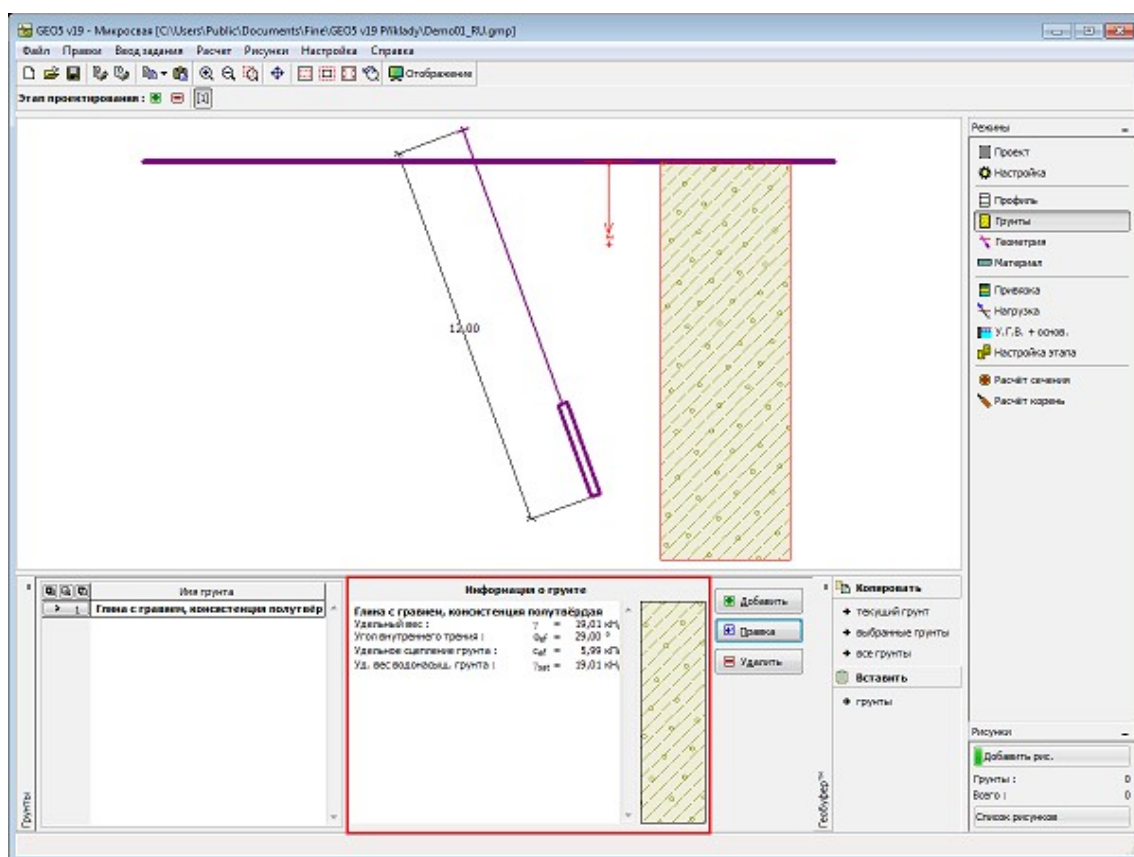 GEO5 v19 - Микросвая [C:\Users\Public\Documents\Fine\GEO5 v19 Příklady\Demo01_RU.gmp]
Файл Правки Ввод задания Расчет Рисунки Настройка Справка
Отображение
Этап проектирования : [1]
12,00
+z
Режимы
Проект
Настройка
Профиль
Грунты
Геометрия
Материал
Привязка
Нагрузка
У.Г.В. + основ.
Настройка этапа
Расчёт сечения
Расчёт корень
Имя грунта
1 Глина с гравием, консистенция полутвёр
Информация о грунте
Глина с гравием, консистенция полутвёрдая
Удельный вес : γ = 19,01 кН/
Угол внутреннего трения : φef = 29,00 °
Удельное сцепление грунта : cef = 5,99 кПа
Уд. вес водонасыщ. грунта : γsat = 19,01 кН/
Добавить
Правка
Удалить
Копировать
текущий грунт
выбранные грунты
все грунты
Вставить
грунты
Грунты
Геобуфер™
Рисунки
Добавить рис.
Грунты : 0
Всего : 0
Список рисунков